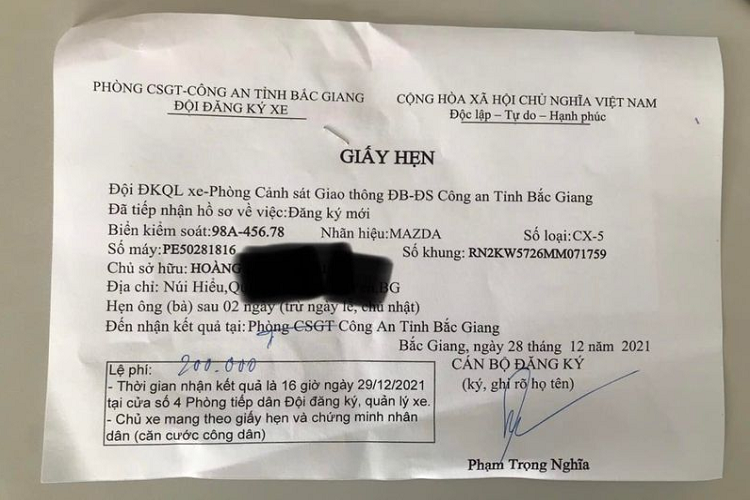 PHÒNG CSGT-CÔNG AN TỈNH BẮC GIANG
ĐỘI ĐĂNG KÝ XE
CỘNG HÒA XÃ HỘI CHỦ NGHĨA VIỆT NAM
Độc lập – Tự do – Hạnh phúc
GIẤY HẸN
Đội ĐKQL xe-Phòng Cảnh sát Giao thông ĐB-ĐS Công an Tỉnh Bắc Giang
Đã tiếp nhận hồ sơ về việc:Đăng ký mới
Biển kiểm soát:98A-456.78 Nhãn hiệu:MAZDA Số loại:CX-5
Số máy:PE50281816 Số khung: RN2KW5726MM071759
Chủ sở hữu: HOÀNG
Địa chỉ: Núi Hiểu,BG
Hẹn ông (bà) sau 02 ngày (trừ ngày lễ, chủ nhật)
Đến nhận kết quả tại: Phòng CSGT Công An Tỉnh Bắc Giang
Bắc Giang, ngày 28 tháng 12 năm 2021
Lệ phí: 200.000
- Thời gian nhận kết quả là 16 giờ ngày 29/12/2021
tại cửa số 4 Phòng tiếp dân Đội đăng ký, quản lý xe.
- Chủ xe mang theo giấy hẹn và chứng minh nhân
dân (căn cước công dân)
CÁN BỘ ĐĂNG KÝ
(ký, ghi rõ họ tên)
Phạm Trọng Nghĩa